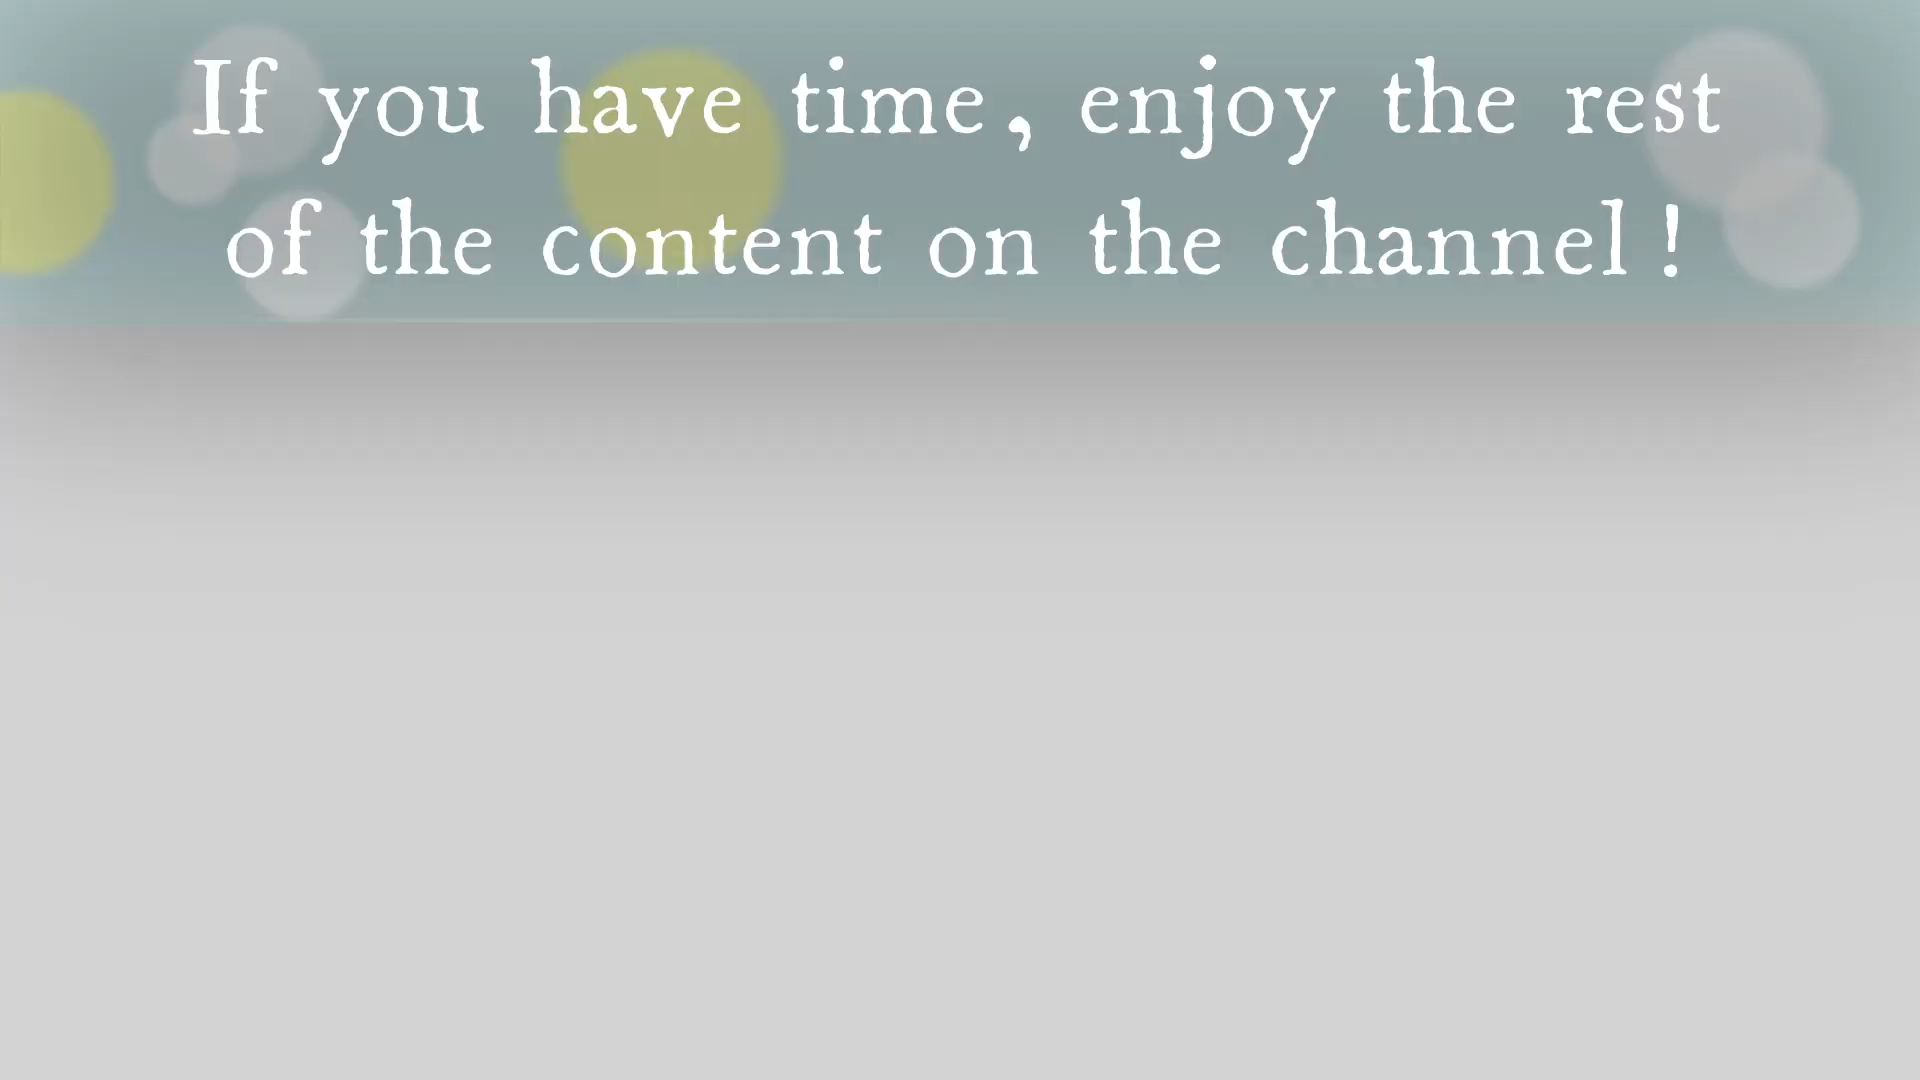 If you have time, enjoy the rest
of the content on the channel!